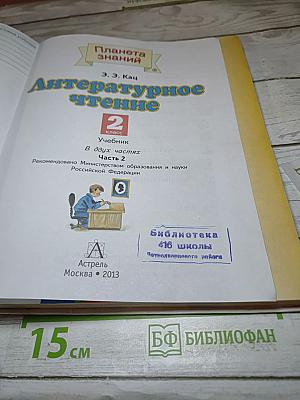 Планета
знаний
Э. Э. Кац
Литературное
чтение
2
класс
Учебник
В двух частях
Часть 2
Рекомендовано Министерством образования и науки
Российской Федерации
Библиотека
416 школы
А
Астрель
Москва • 2013
15 см
БФ БИБЛИОФАН